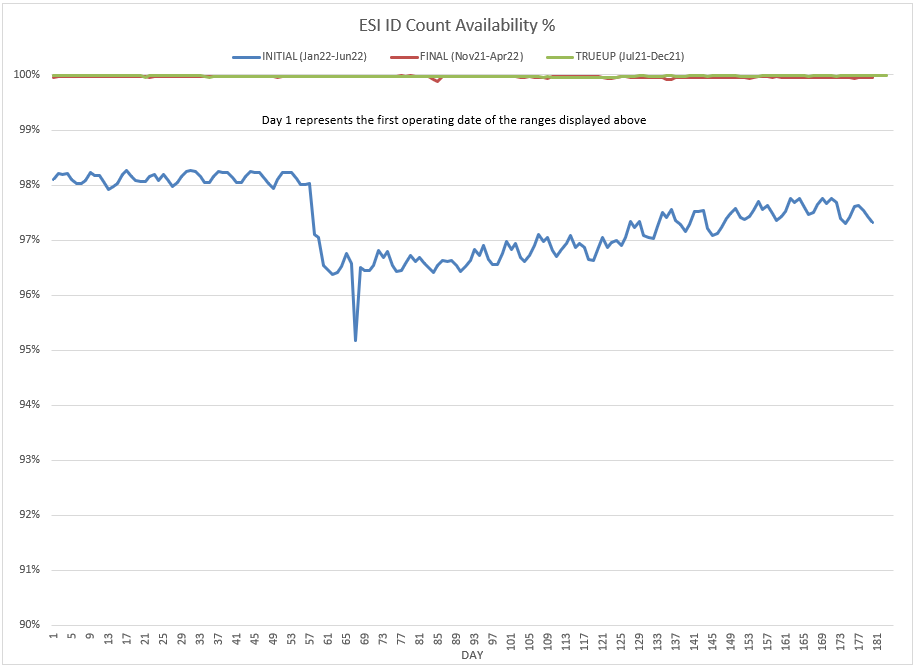 ESI ID Count Availability %
INITIAL (Jan22-Jun22) FINAL (Nov21-Apr22) TRUEUP (Jul21-Dec21)
100%
Day 1 represents the first operating date of the ranges displayed above
99%
98%
97%
96%
95%
94%
93%
92%
91%
90%
1 5 9 13 17 21 25 29 33 37 41 45 49 53 57 61 65 69 73 77 81 85 89 93 97 101 105 109 113 117 121 125 129 133 137 141 145 149 153 157 161 165 169 173 177 181
DAY